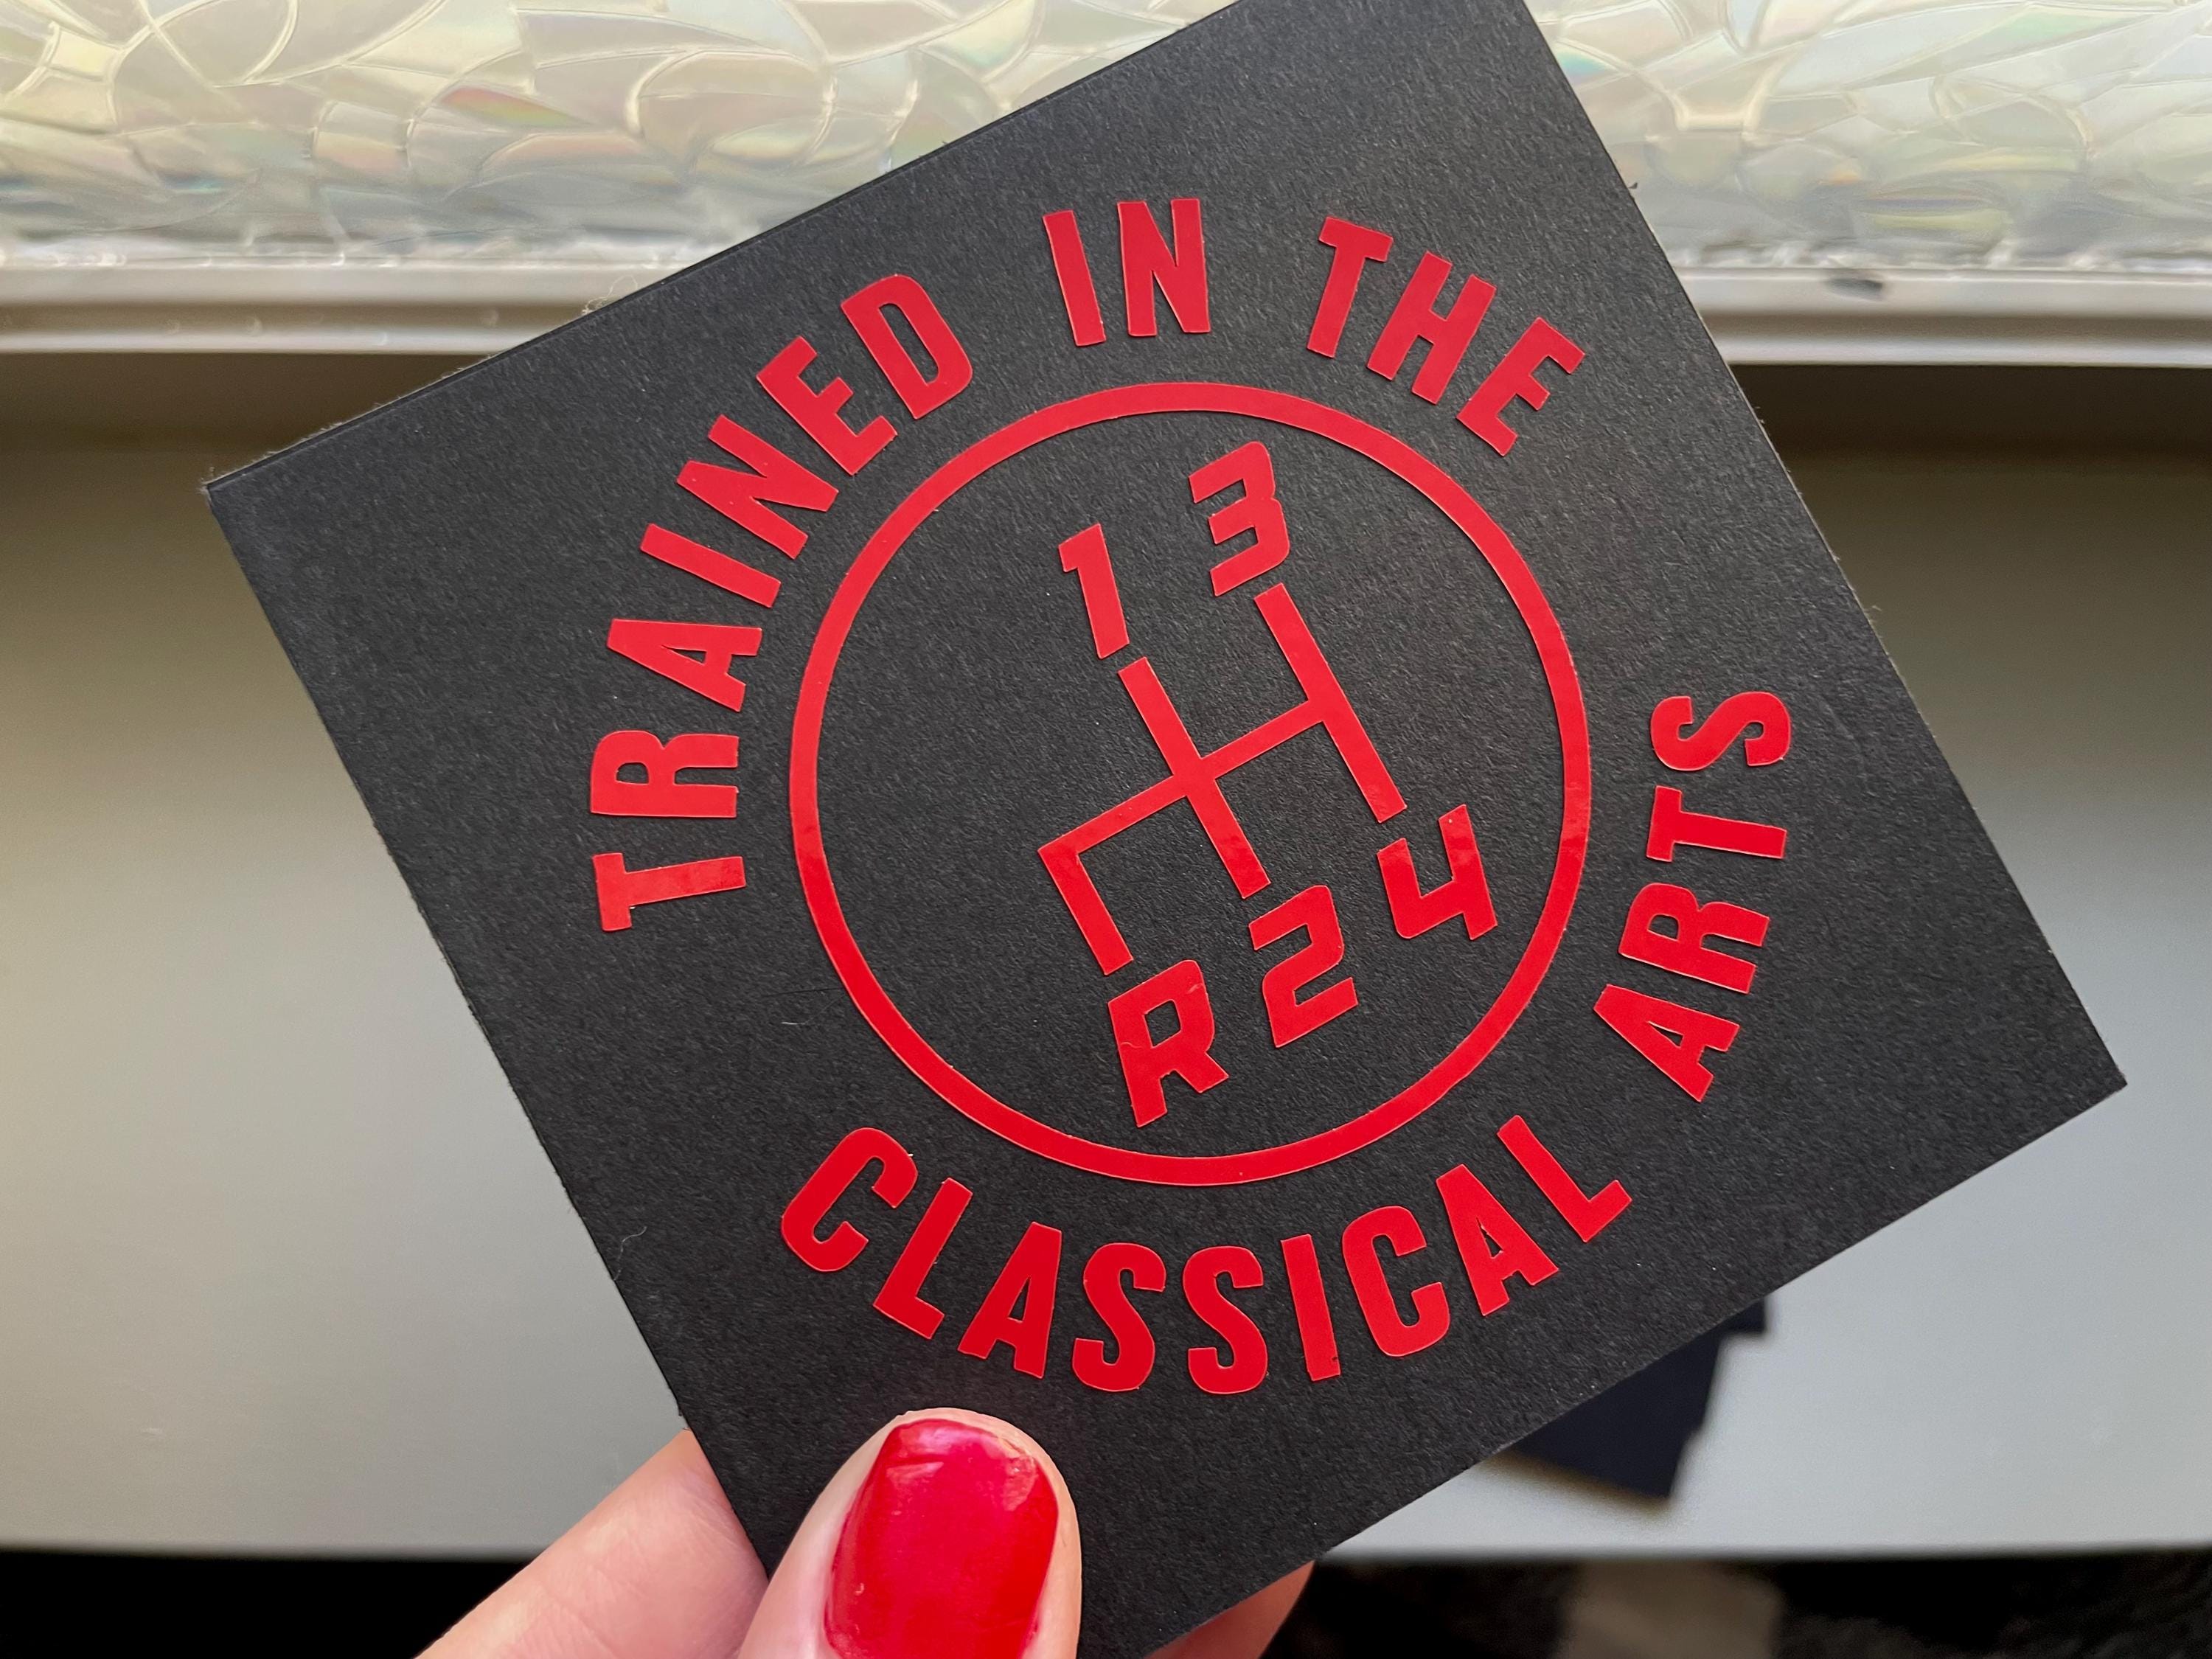 TRAINED IN THE
1 3
R 2 4
CLASSICAL ARTS